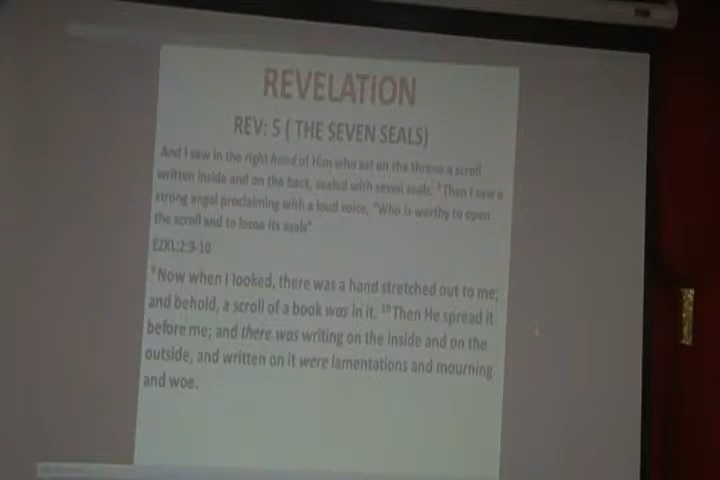 REVELATION
REV: 5 ( THE SEVEN SEALS)
And I saw in the right hand of Him who sat on the throne a scroll
written inside and on the back, sealed with seven seals. ² Then I saw a
strong angel proclaiming with a loud voice, "Who is worthy to open
the scroll and to loose its seals"
EZKL:2:9-10
⁹ Now when I looked, there was a hand stretched out to me;
and behold, a scroll of a book was in it. ¹⁰ Then He spread it
before me; and there was writing on the inside and on the
outside, and written on it were lamentations and mourning
and woe.